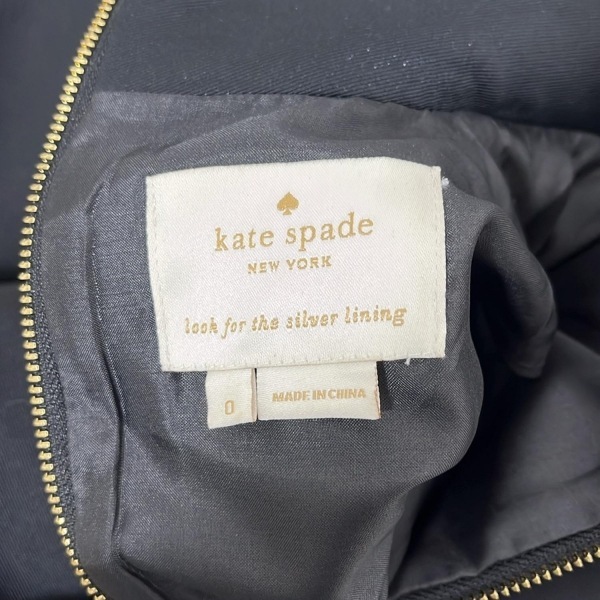 kate spade
NEW YORK
look for the silver lining
0
MADE IN CHINA